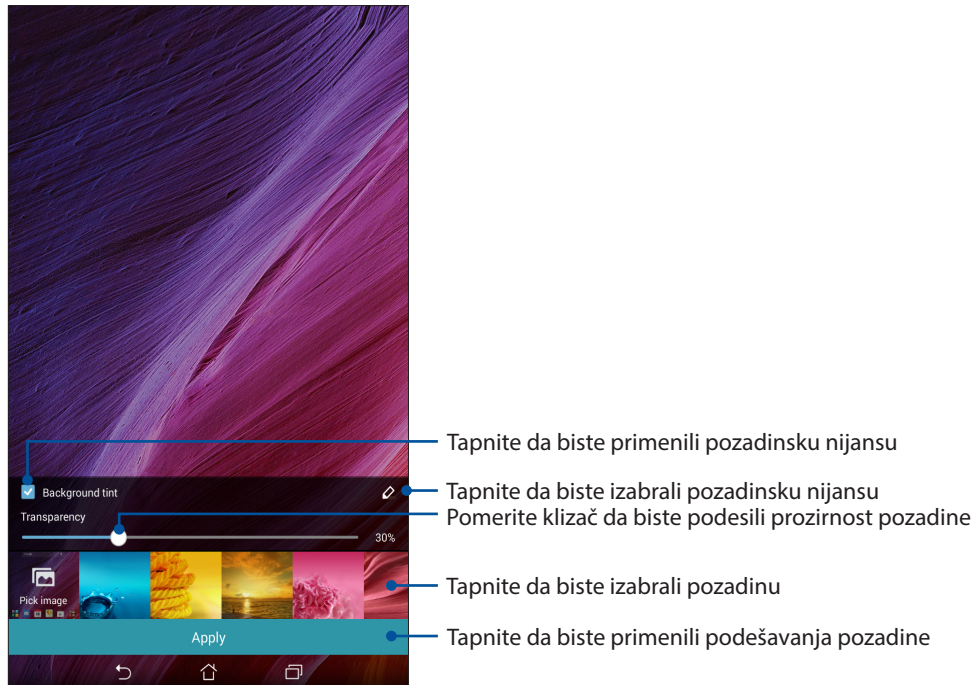 Tapnite da biste primenili pozadinsku nijansu
Background tint
Tapnite da biste izabrali pozadinsku nijansu
Transparency
Pomerite klizač da biste podesili prozirnost pozadine
30%
Pick image
Tapnite da biste izabrali pozadinu
Apply
Tapnite da biste primenili podešavanja pozadine